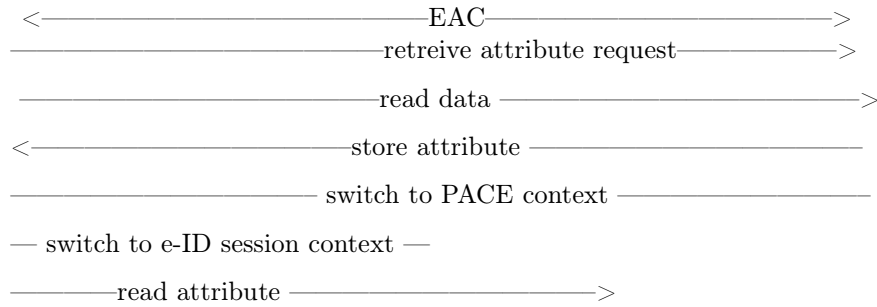 <————————————————EAC————————————————>
————————————————retreive attribute request———————>
————————————————read data ————————————————>
<————————————————store attribute ————————————————
————————————— switch to PACE context —————————————
— switch to e-ID session context —
—————read attribute —————————————>